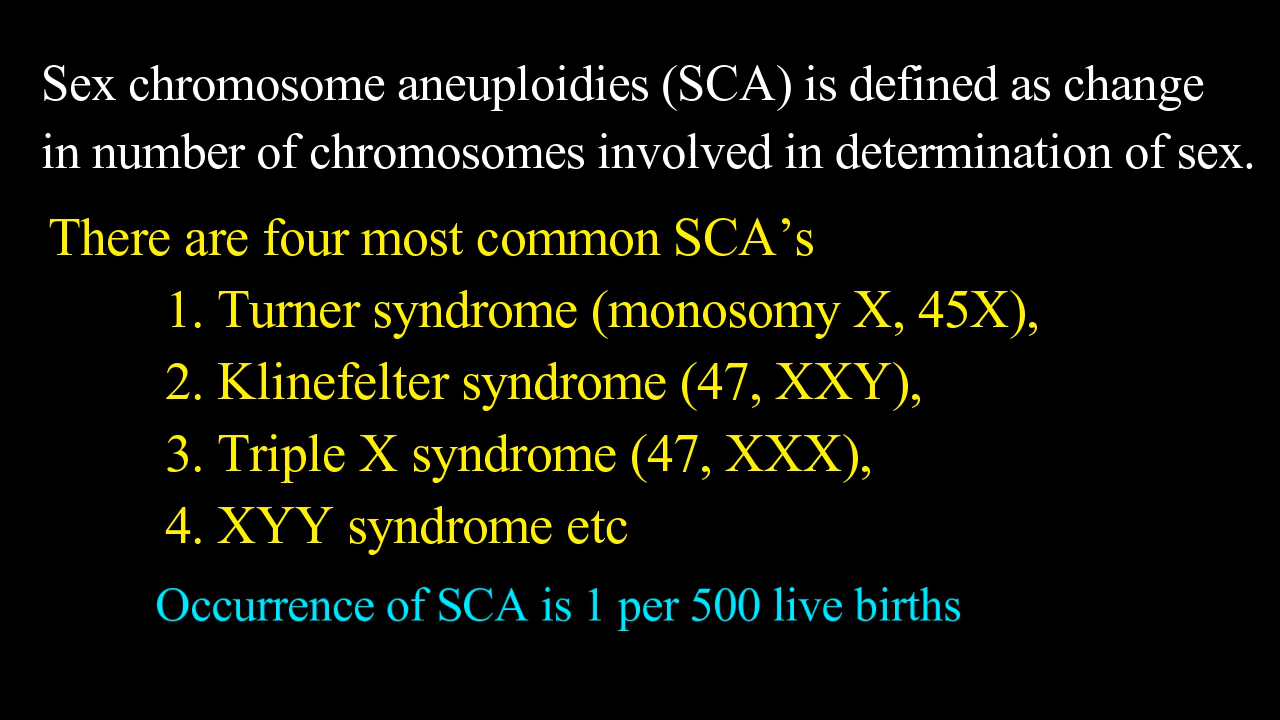 Sex chromosome aneuploidies (SCA) is defined as change
in number of chromosomes involved in determination of sex.
There are four most common SCA’s
1. Turner syndrome (monosomy X, 45X),
2. Klinefelter syndrome (47, XXY),
3. Triple X syndrome (47, XXX),
4. XYY syndrome etc
Occurrence of SCA is 1 per 500 live births